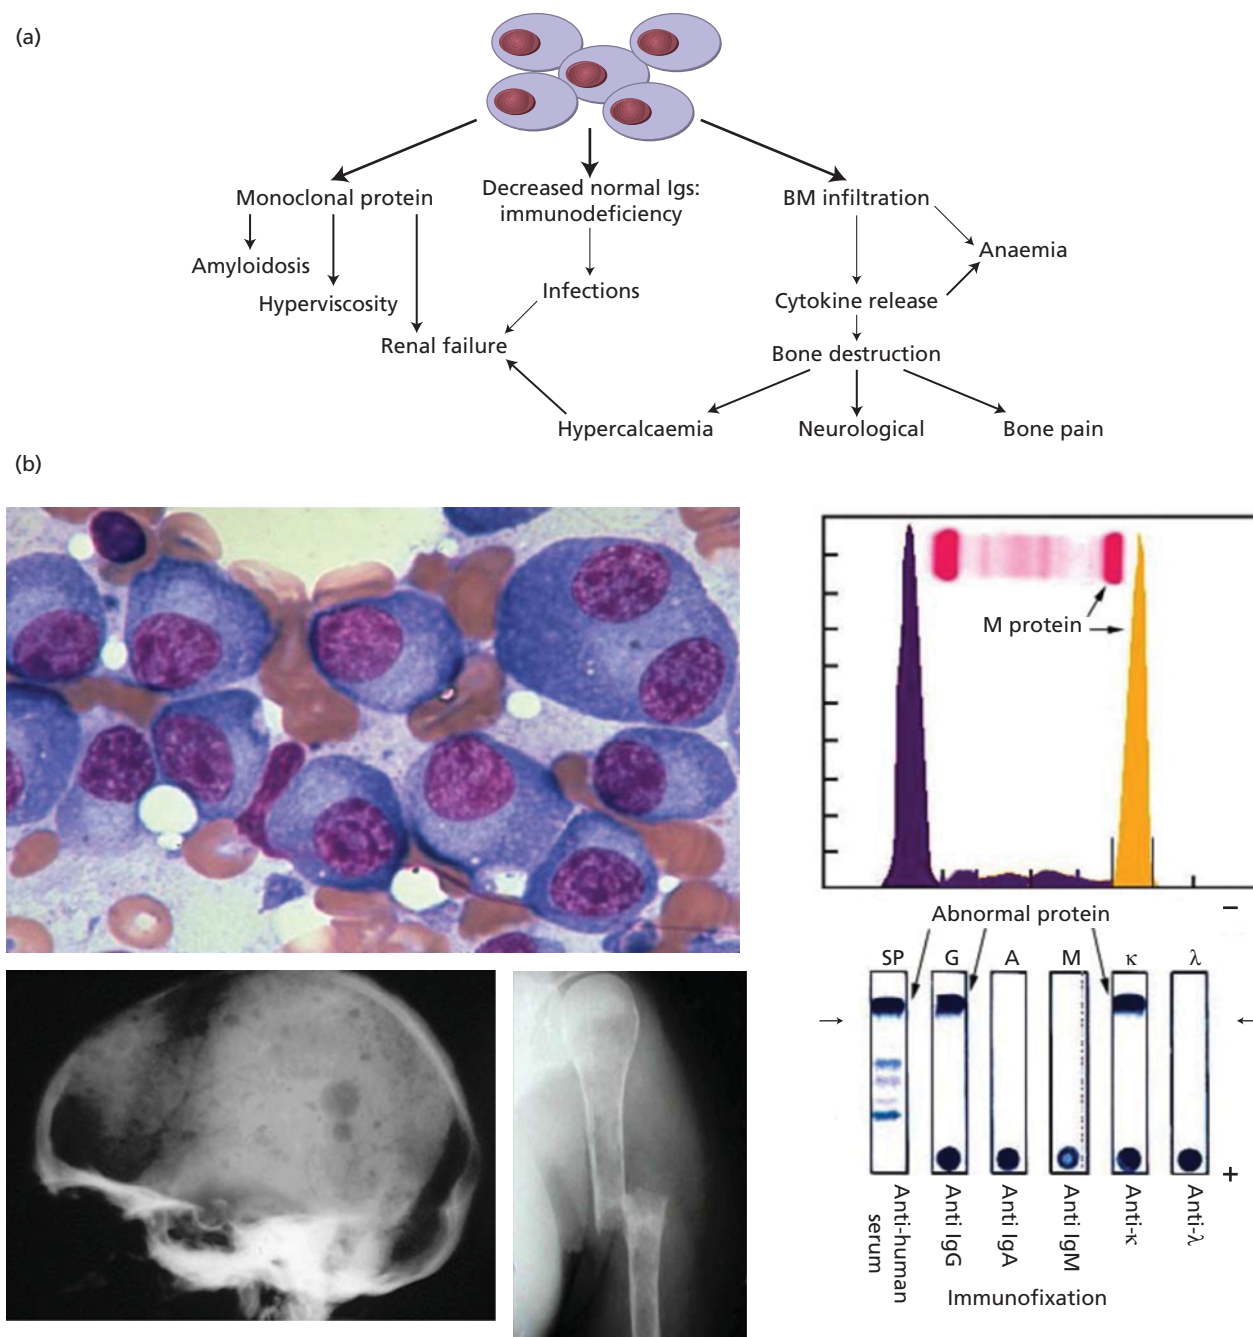 (a)
Monoclonal protein
Decreased normal Igs:
immunodeficiency
BM infiltration
Amyloidosis
Anaemia
Hyperviscosity
Infections
Cytokine release
Renal failure
Bone destruction
Hypercalcaemia
Neurological
Bone pain
(b)
M protein
−
Abnormal protein
SP G A M κ λ
+
Anti-human
serum
Anti IgG
Anti IgA
Anti IgM
Anti-κ
Anti-λ
Immunofixation